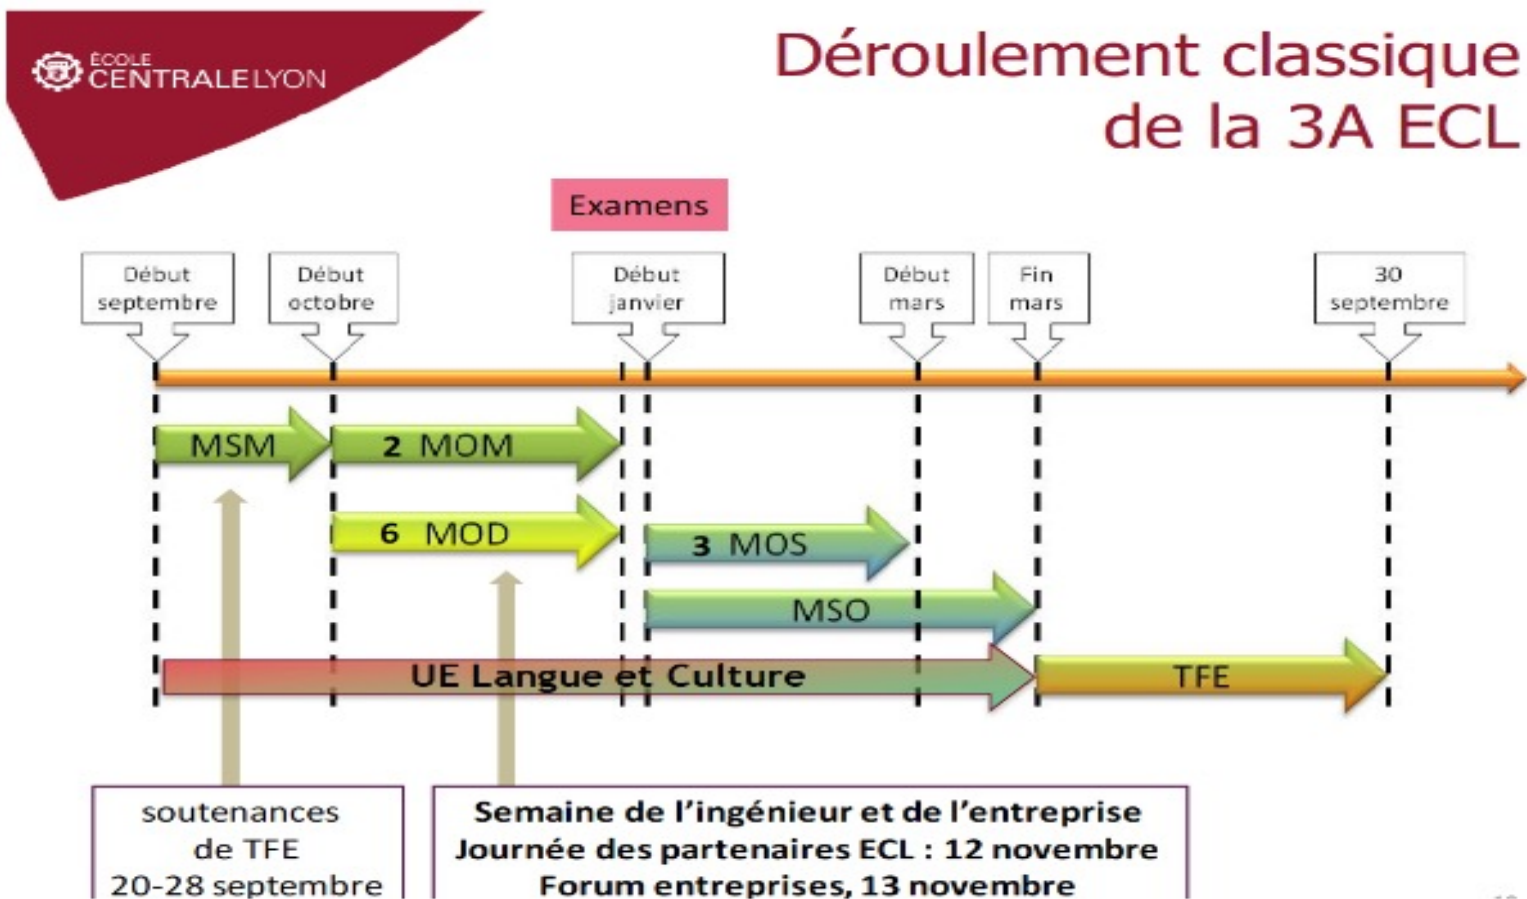 ÉCOLE
CENTRALELYON
Déroulement classique
de la 3A ECL
Examens
Début
septembre
Début
octobre
Début
janvier
Début
mars
Fin
mars
30
septembre
MSM
2 MOM
6 MOD
3 MOS
MSO
UE Langue et Culture
TFE
soutenances
de TFE
20-28 septembre
Semaine de l'ingénieur et de l'entreprise
Journée des partenaires ECL : 12 novembre
Forum entreprises, 13 novembre